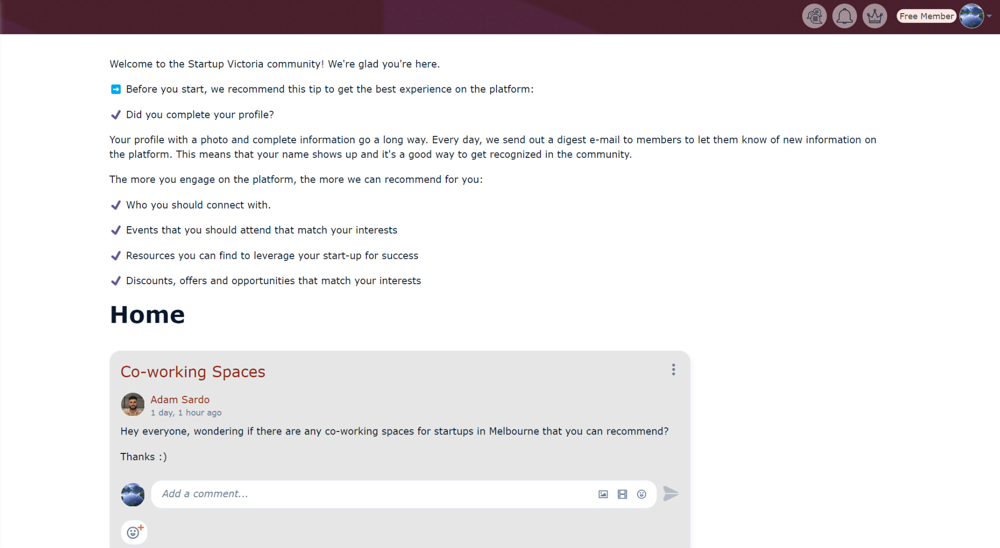 Free Member
Welcome to the Startup Victoria community! We're glad you're here.
➡️ Before you start, we recommend this tip to get the best experience on the platform:
✔ Did you complete your profile?
Your profile with a photo and complete information go a long way. Every day, we send out a digest e-mail to members to let them know of new information on
the platform. This means that your name shows up and it's a good way to get recognized in the community.
The more you engage on the platform, the more we can recommend for you:
✔ Who you should connect with.
✔ Events that you should attend that match your interests
✔ Resources you can find to leverage your start-up for success
✔ Discounts, offers and opportunities that match your interests
Home
Co-working Spaces
Adam Sardo
1 day, 1 hour ago
Hey everyone, wondering if there are any co-working spaces for startups in Melbourne that you can recommend?
Thanks :)
Add a comment...